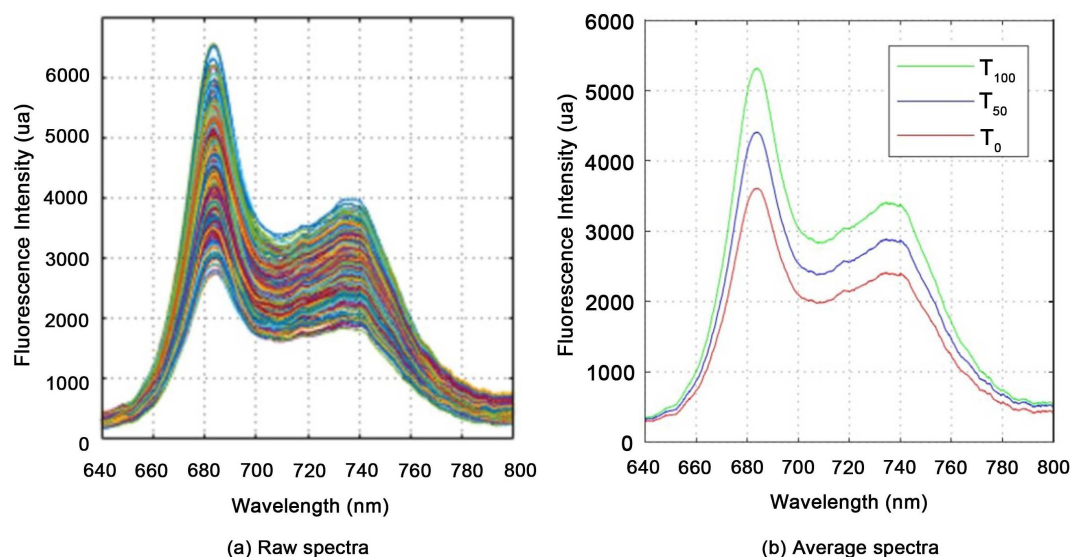 Fluorescence Intensity (ua)
6000
5000
4000
3000
2000
1000
0
640 660 680 700 720 740 760 780 800
Wavelength (nm)
(a) Raw spectra
Fluorescence Intensity (ua)
6000
5000
4000
3000
2000
1000
0
T100
T50
T0
640 660 680 700 720 740 760 780 800
Wavelength (nm)
(b) Average spectra